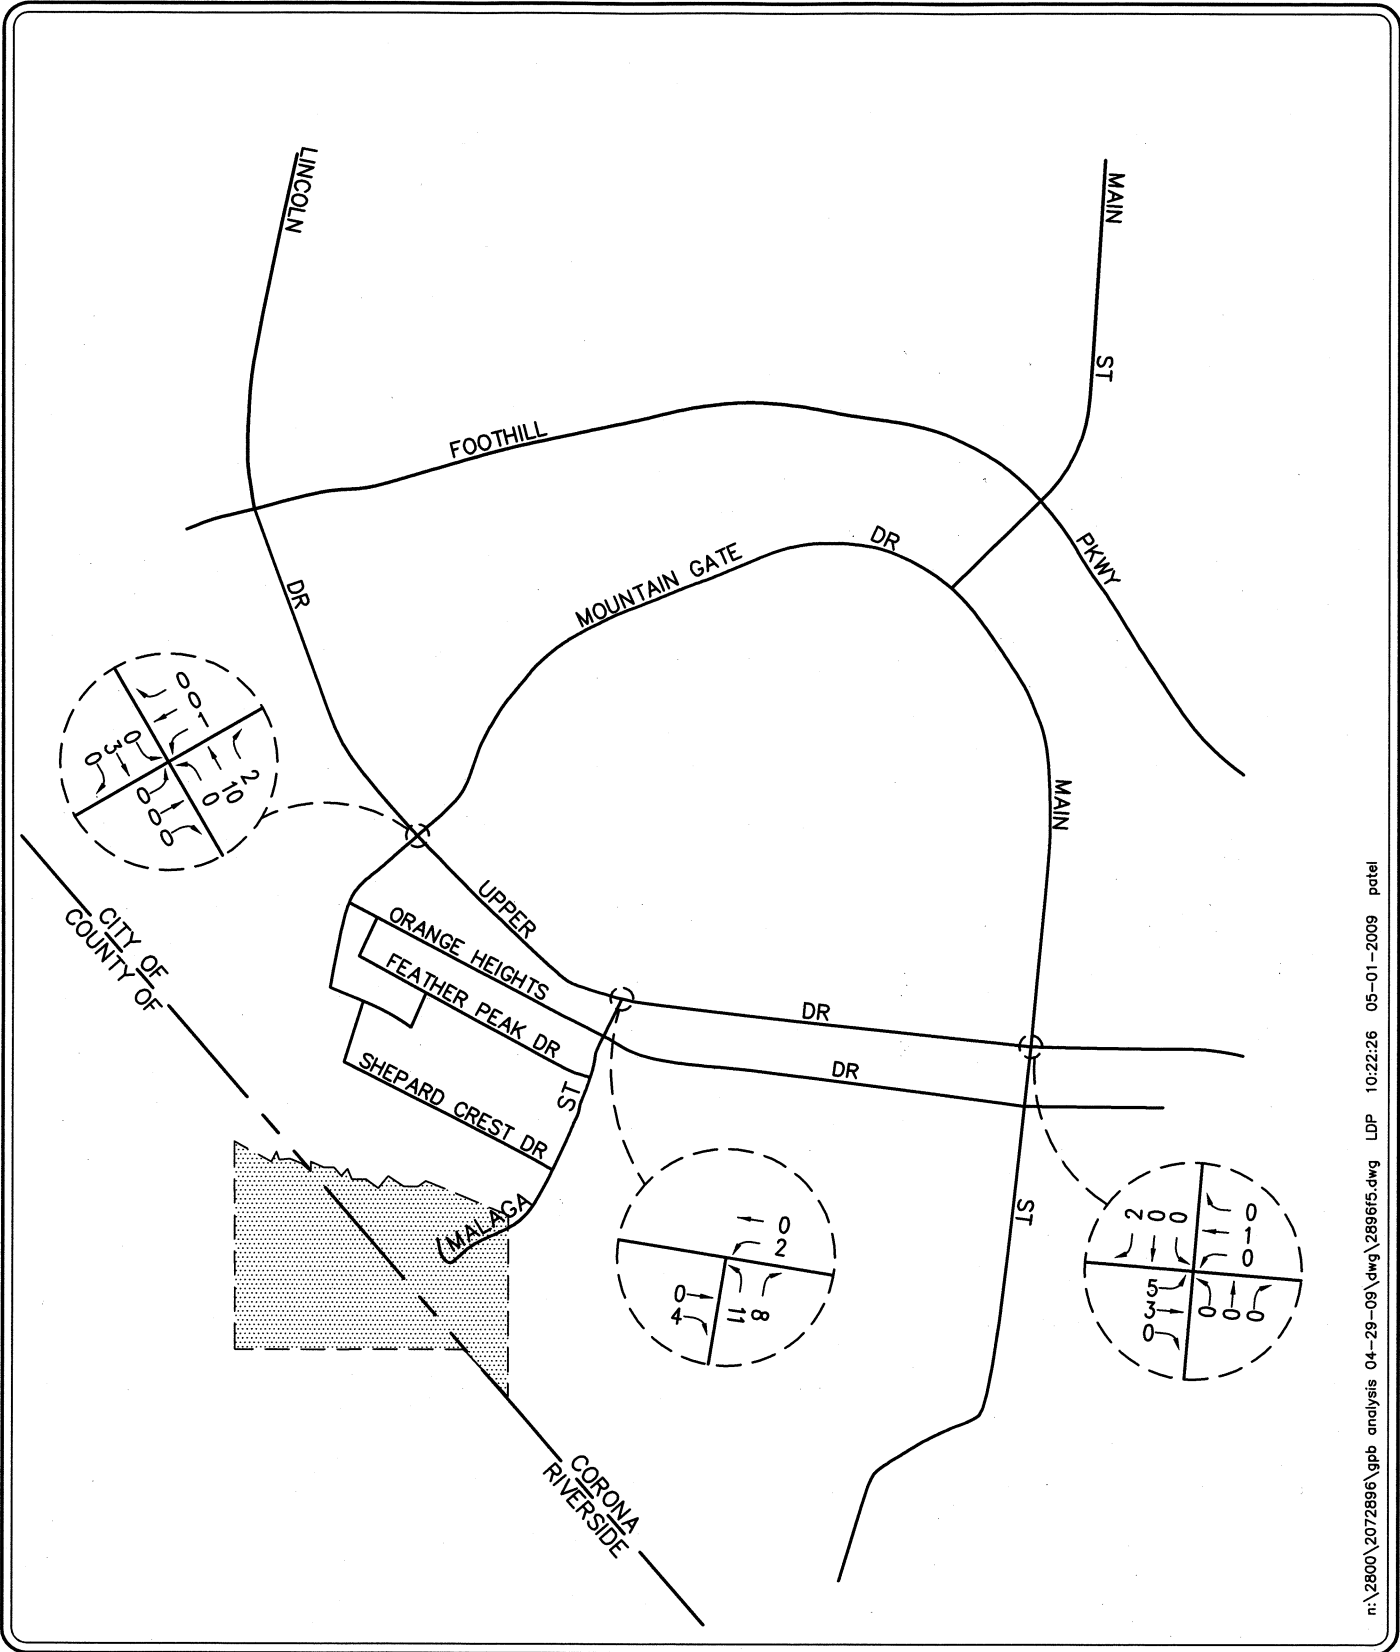 LINCOLN
DR
MAIN
ST
FOOTHILL
PKWY
MOUNTAIN GATE
DR
MAIN
ST
0
0
1
2
10
0
0
3
0
0
0
0
UPPER
DR
ORANGE HEIGHTS
DR
FEATHER PEAK DR
SHEPARD CREST DR
MALAGA
ST
CITY OF
COUNTY OF
CORONA
RIVERSIDE
0
2
0
4
11
8
2 0 0
0
1
0
5
3
0
0
0
0
n:\2800\2072896\gpb analysis 04-29-09\dwg\2896f5.dwg LDP 10:22:26 05-01-2009 patel